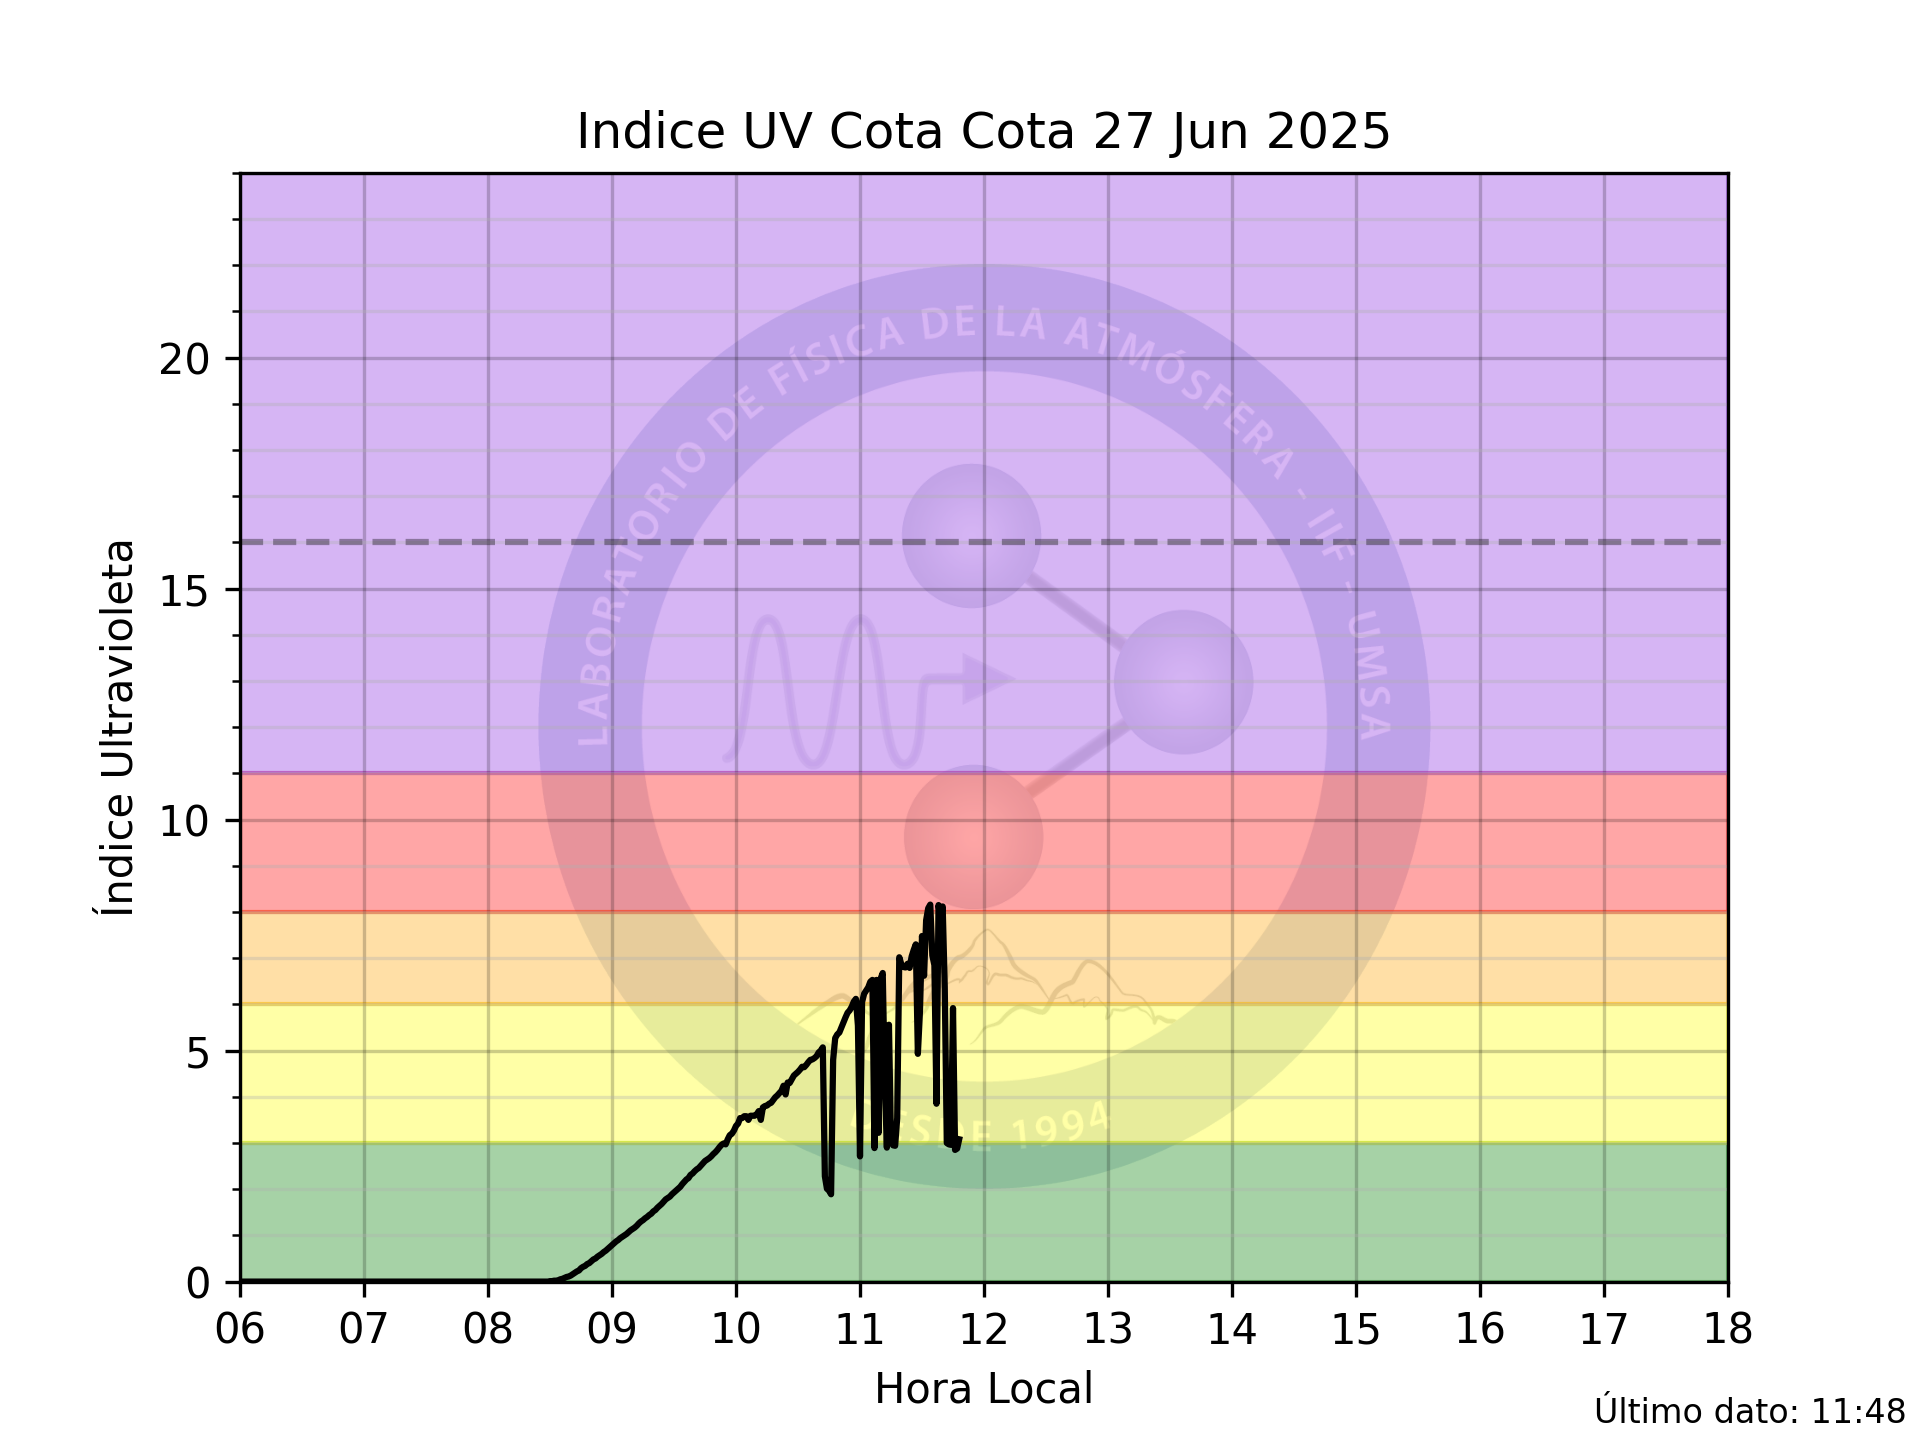 Indice UV Cota Cota 27 Jun 2025
LABORATORIO DE FÍSICA DE LA ATMÓSFERA - IIF - UMSA
DESDE 1994
Índice Ultravioleta
20
15
10
5
0
06 07 08 09 10 11 12 13 14 15 16 17 18
Hora Local
Último dato: 11:48